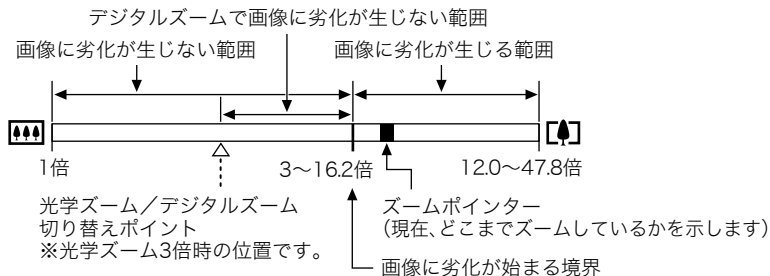 デジタルズームで画像に劣化が生じない範囲
画像に劣化が生じない範囲
画像に劣化が生じる範囲
1倍
3～16.2倍
12.0～47.8倍
光学ズーム／デジタルズーム
切り替えポイント
※光学ズーム3倍時の位置です。
ズームポインター
（現在、どこまでズームしているかを示します）
画像に劣化が始まる境界